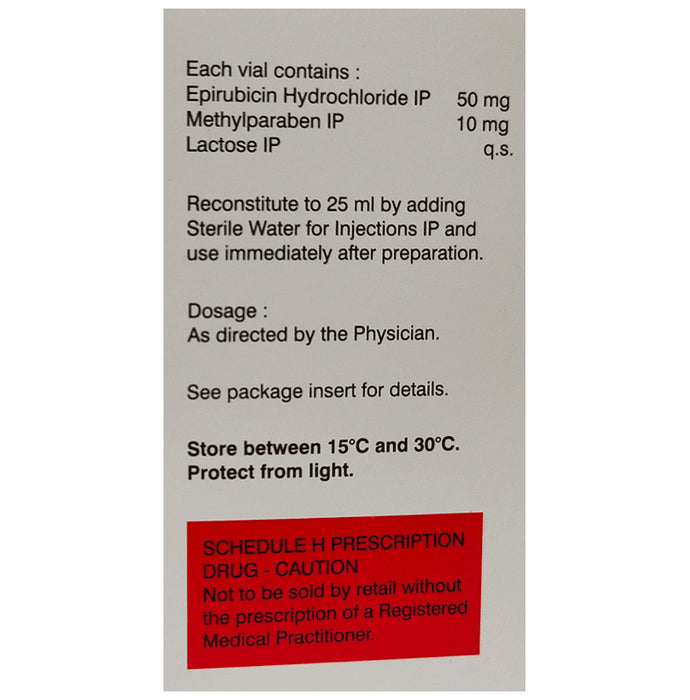 Each vial contains :
Epirubicin Hydrochloride IP 50 mg
Methylparaben IP 10 mg
Lactose IP q.s.
Reconstitute to 25 ml by adding
Sterile Water for Injections IP and
use immediately after preparation.
Dosage :
As directed by the Physician.
See package insert for details.
Store between 15°C and 30°C.
Protect from light.
SCHEDULE H PRESCRIPTION
DRUG - CAUTION
Not to be sold by retail without
the prescription of a Registered
Medical Practitioner.